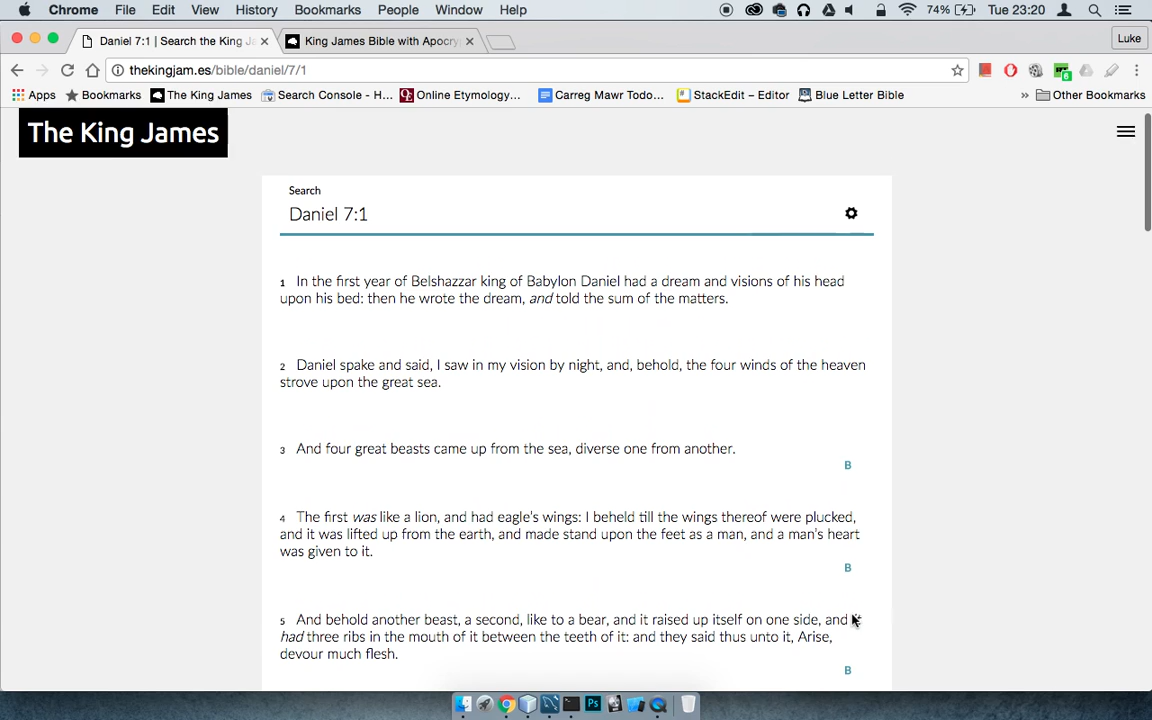 Chrome File Edit View History Bookmarks People Window Help 74% Tue 23:20
Daniel 7:1 | Search the King Ja
King James Bible with Apocry
Luke
thekingjam.es/bible/daniel/7/1
6
Apps Bookmarks The King James Search Console - H... Online Etymology... Carreg Mawr Todo... StackEdit – Editor Blue Letter Bible » Other Bookmarks
The King James
Search
Daniel 7:1
1 In the first year of Belshazzar king of Babylon Daniel had a dream and visions of his head
upon his bed: then he wrote the dream, and told the sum of the matters.
2 Daniel spake and said, I saw in my vision by night, and, behold, the four winds of the heaven
strove upon the great sea.
3 And four great beasts came up from the sea, diverse one from another.
B
4 The first was like a lion, and had eagle's wings: I beheld till the wings thereof were plucked,
and it was lifted up from the earth, and made stand upon the feet as a man, and a man's heart
was given to it.
B
5 And behold another beast, a second, like to a bear, and it raised up itself on one side, and it
had three ribs in the mouth of it between the teeth of it: and they said thus unto it, Arise,
devour much flesh.
B
Ps